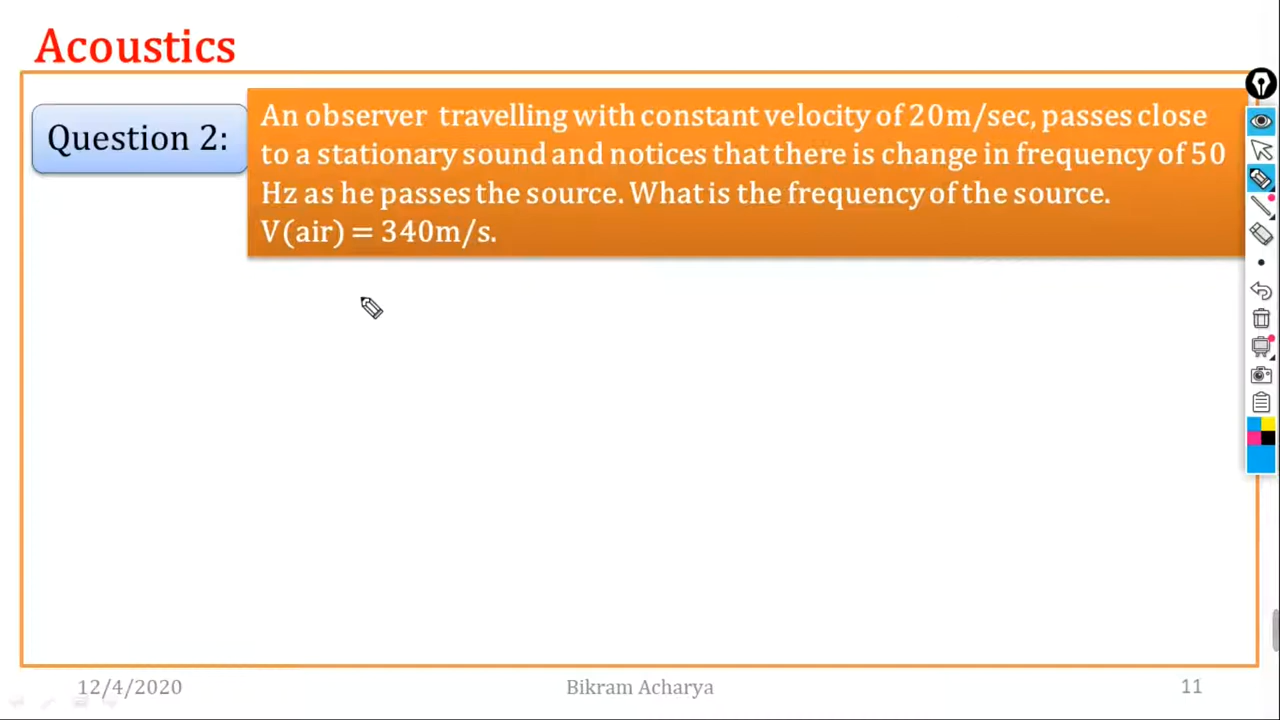 Acoustics
Question 2:
An observer travelling with constant velocity of 20m/sec, passes close
to a stationary sound and notices that there is change in frequency of 50
Hz as he passes the source. What is the frequency of the source.
V(air) = 340m/s.
12/4/2020
Bikram Acharya
11